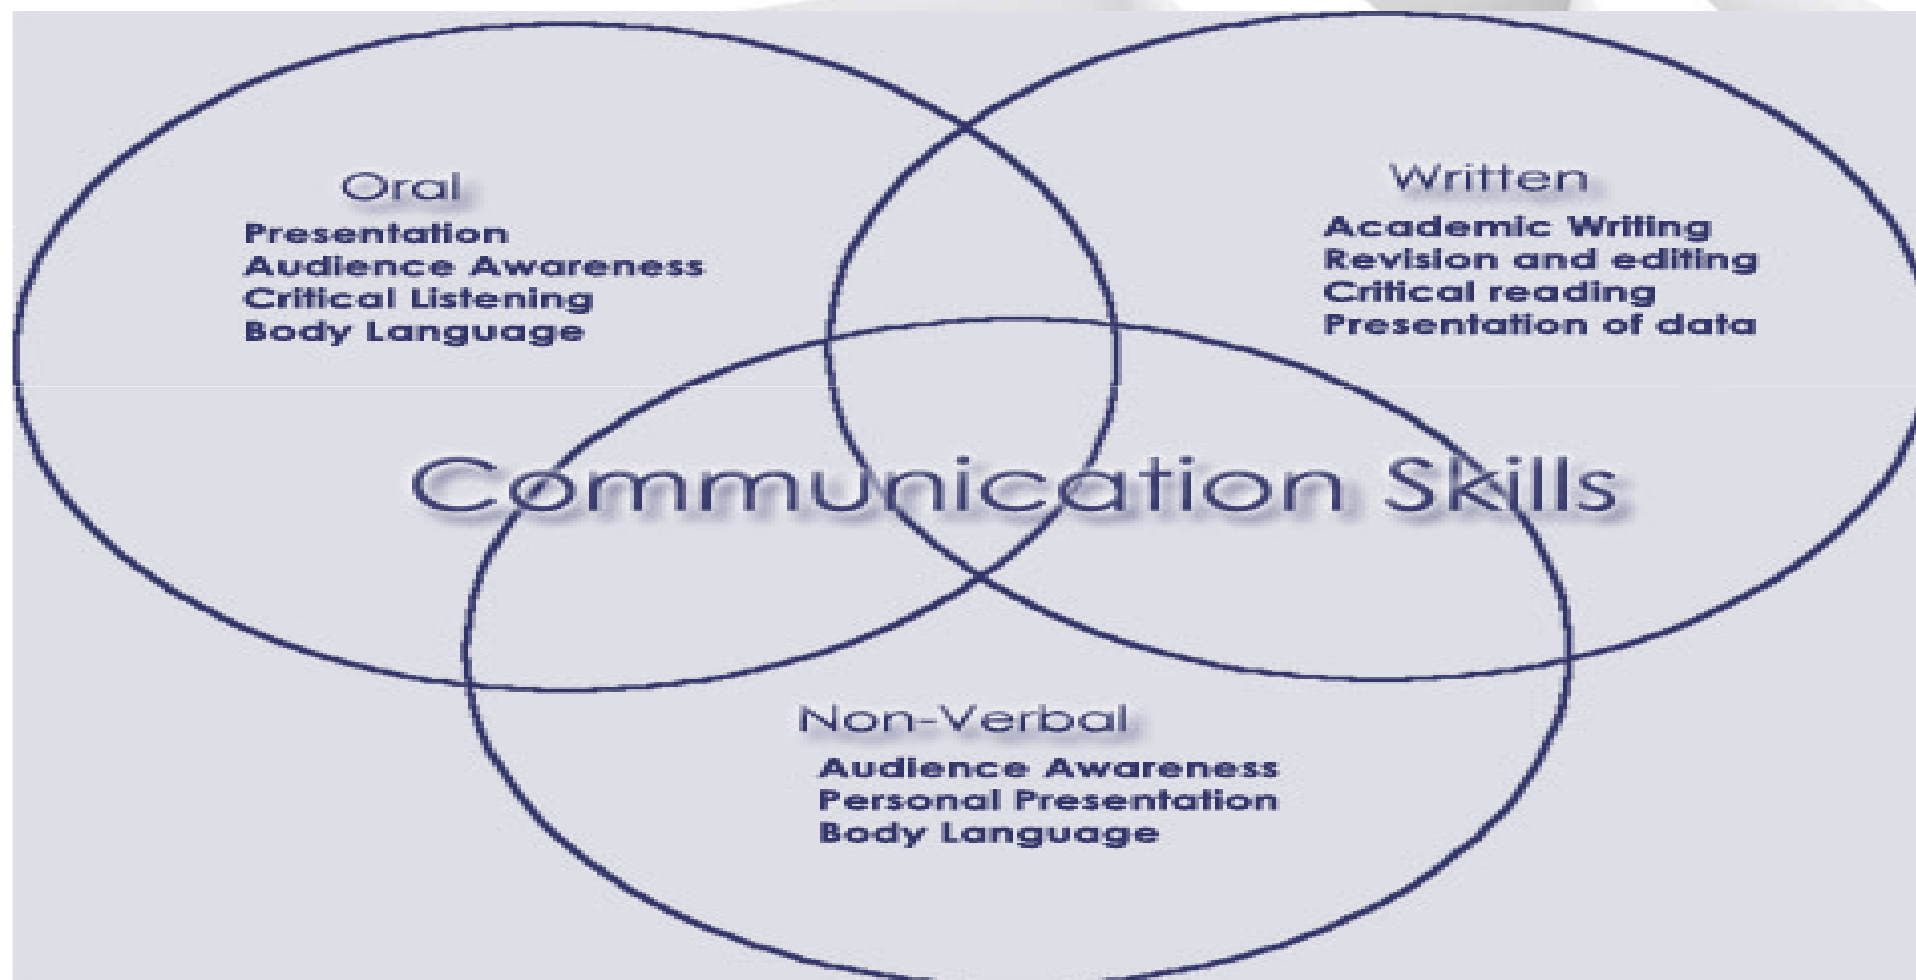 Oral
Presentation
Audience Awareness
Critical Listening
Body Language
Written
Academic Writing
Revision and editing
Critical reading
Presentation of data
Communication Skills
Non-Verbal
Audience Awareness
Personal Presentation
Body Language